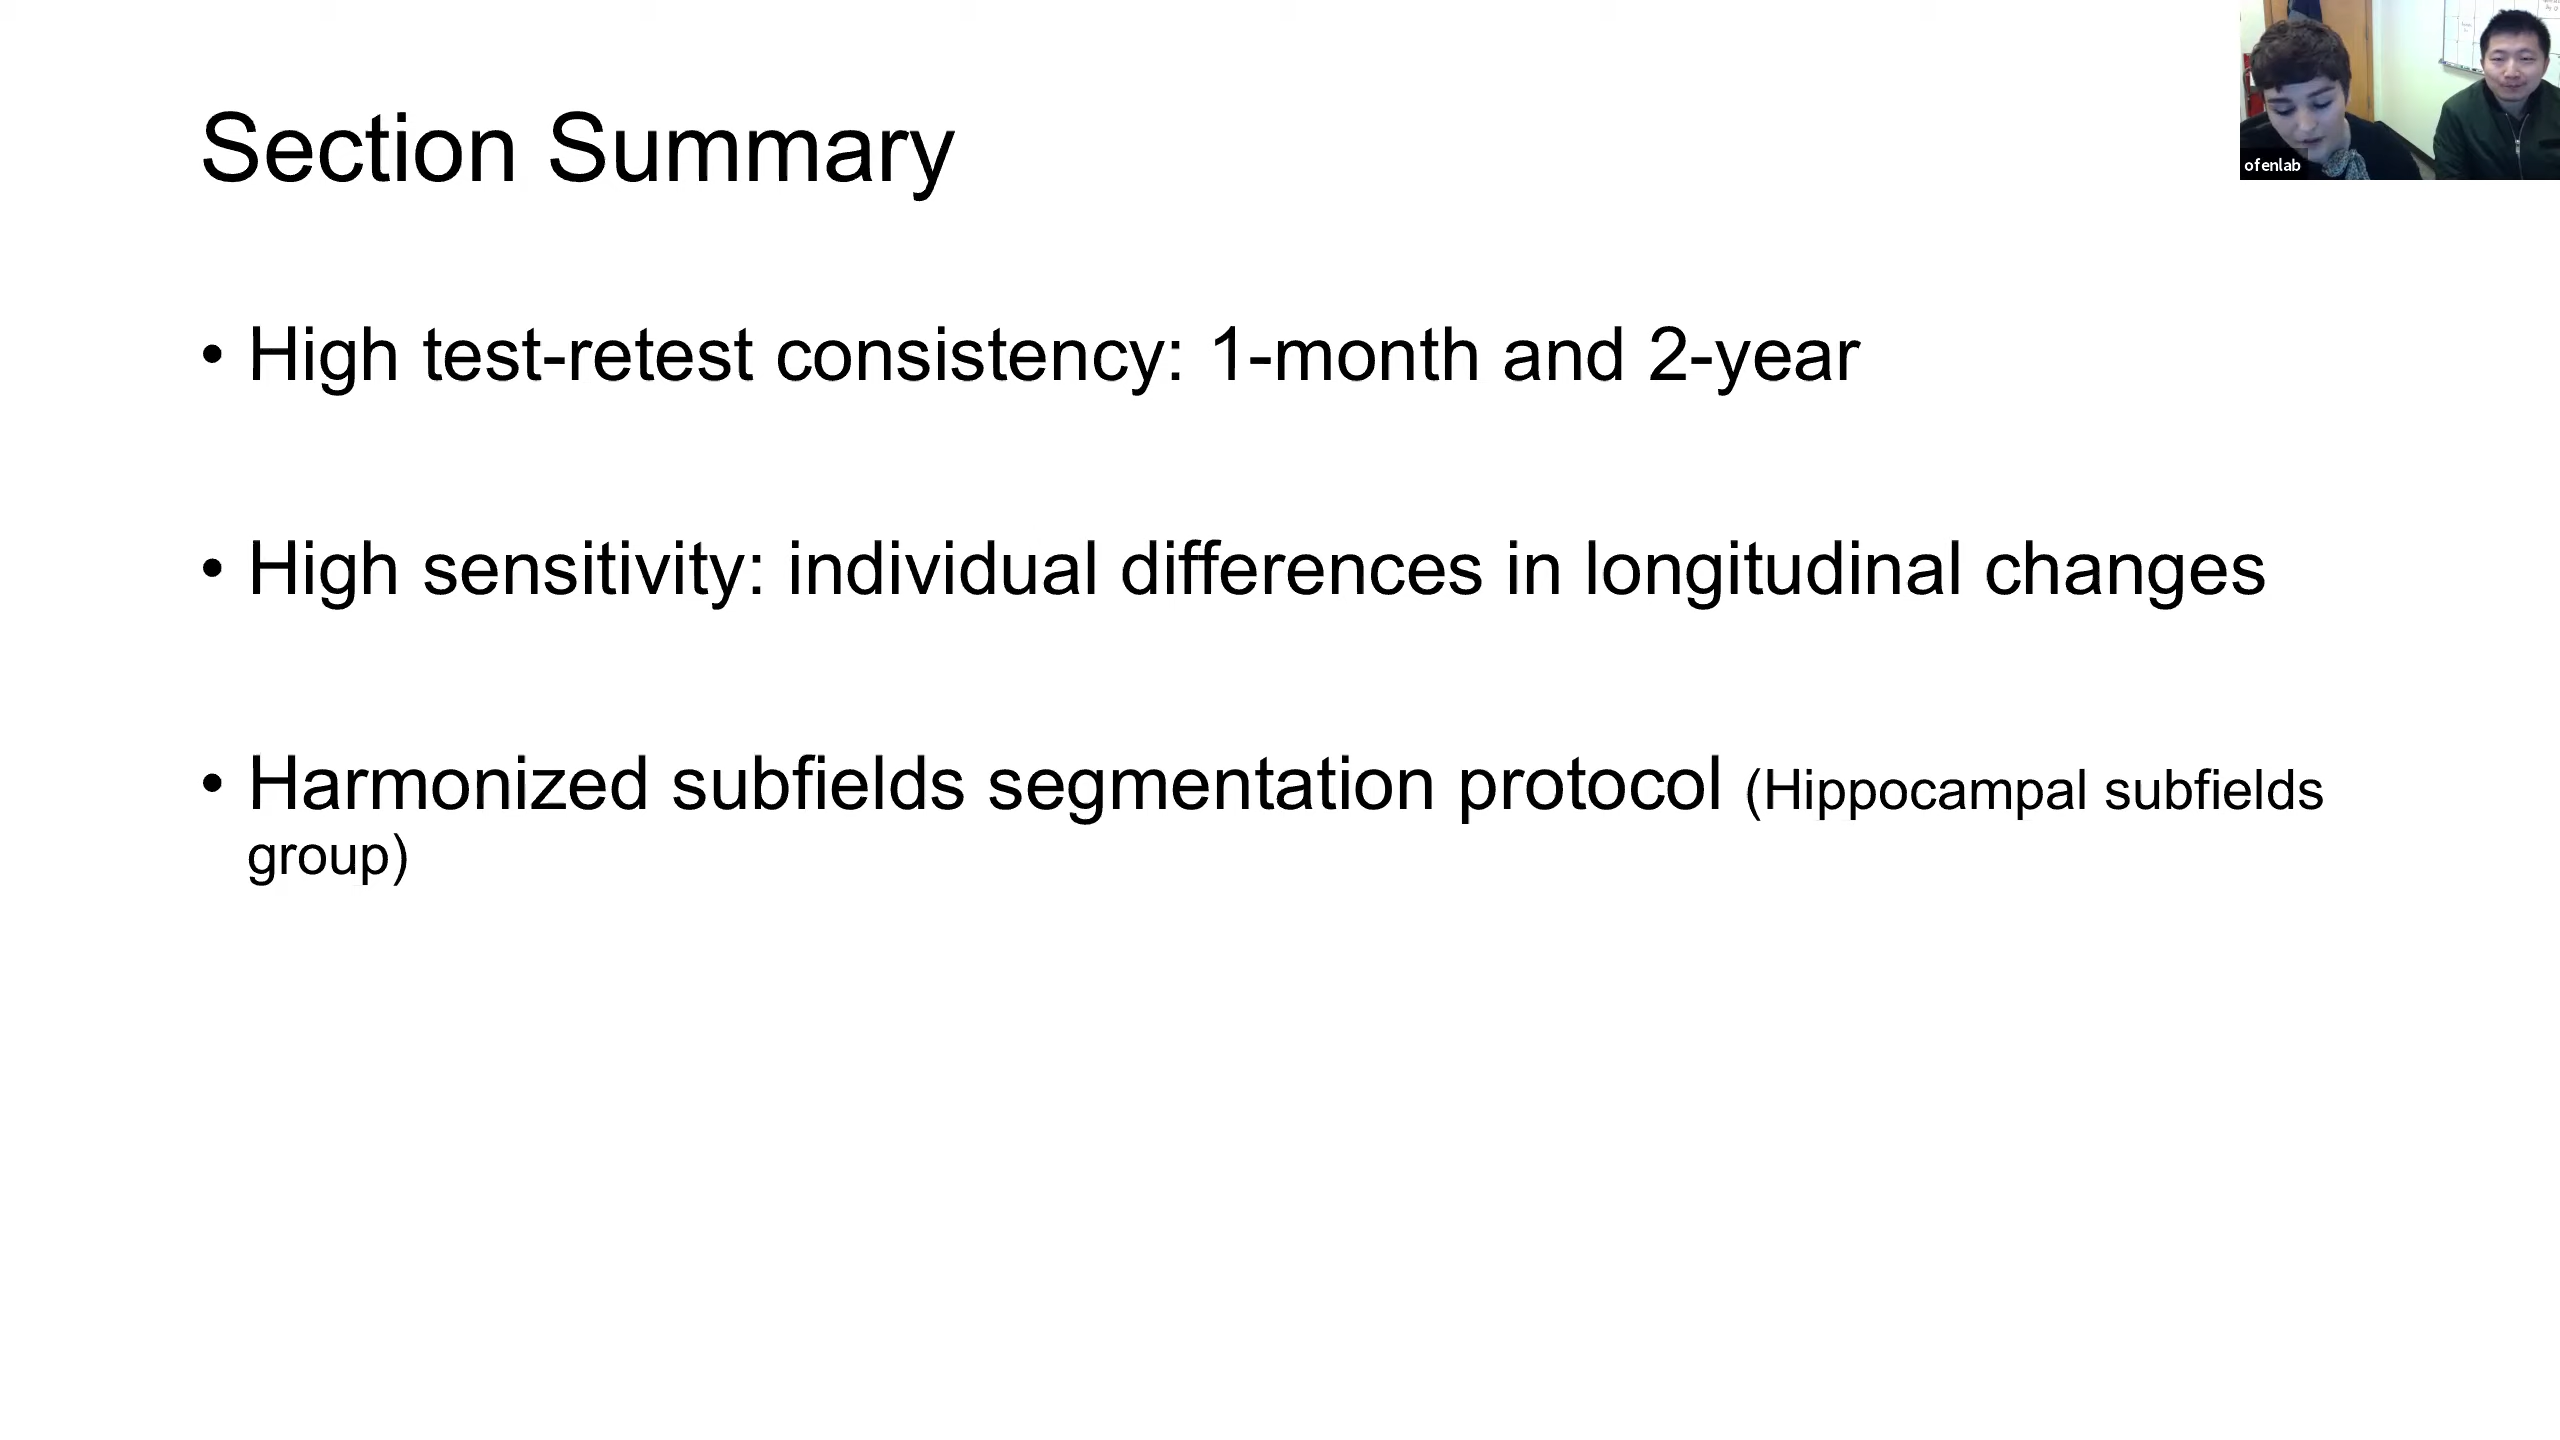 Section Summary
• High test-retest consistency: 1-month and 2-year
• High sensitivity: individual differences in longitudinal changes
• Harmonized subfields segmentation protocol (Hippocampal subfields
group)
ofenlab